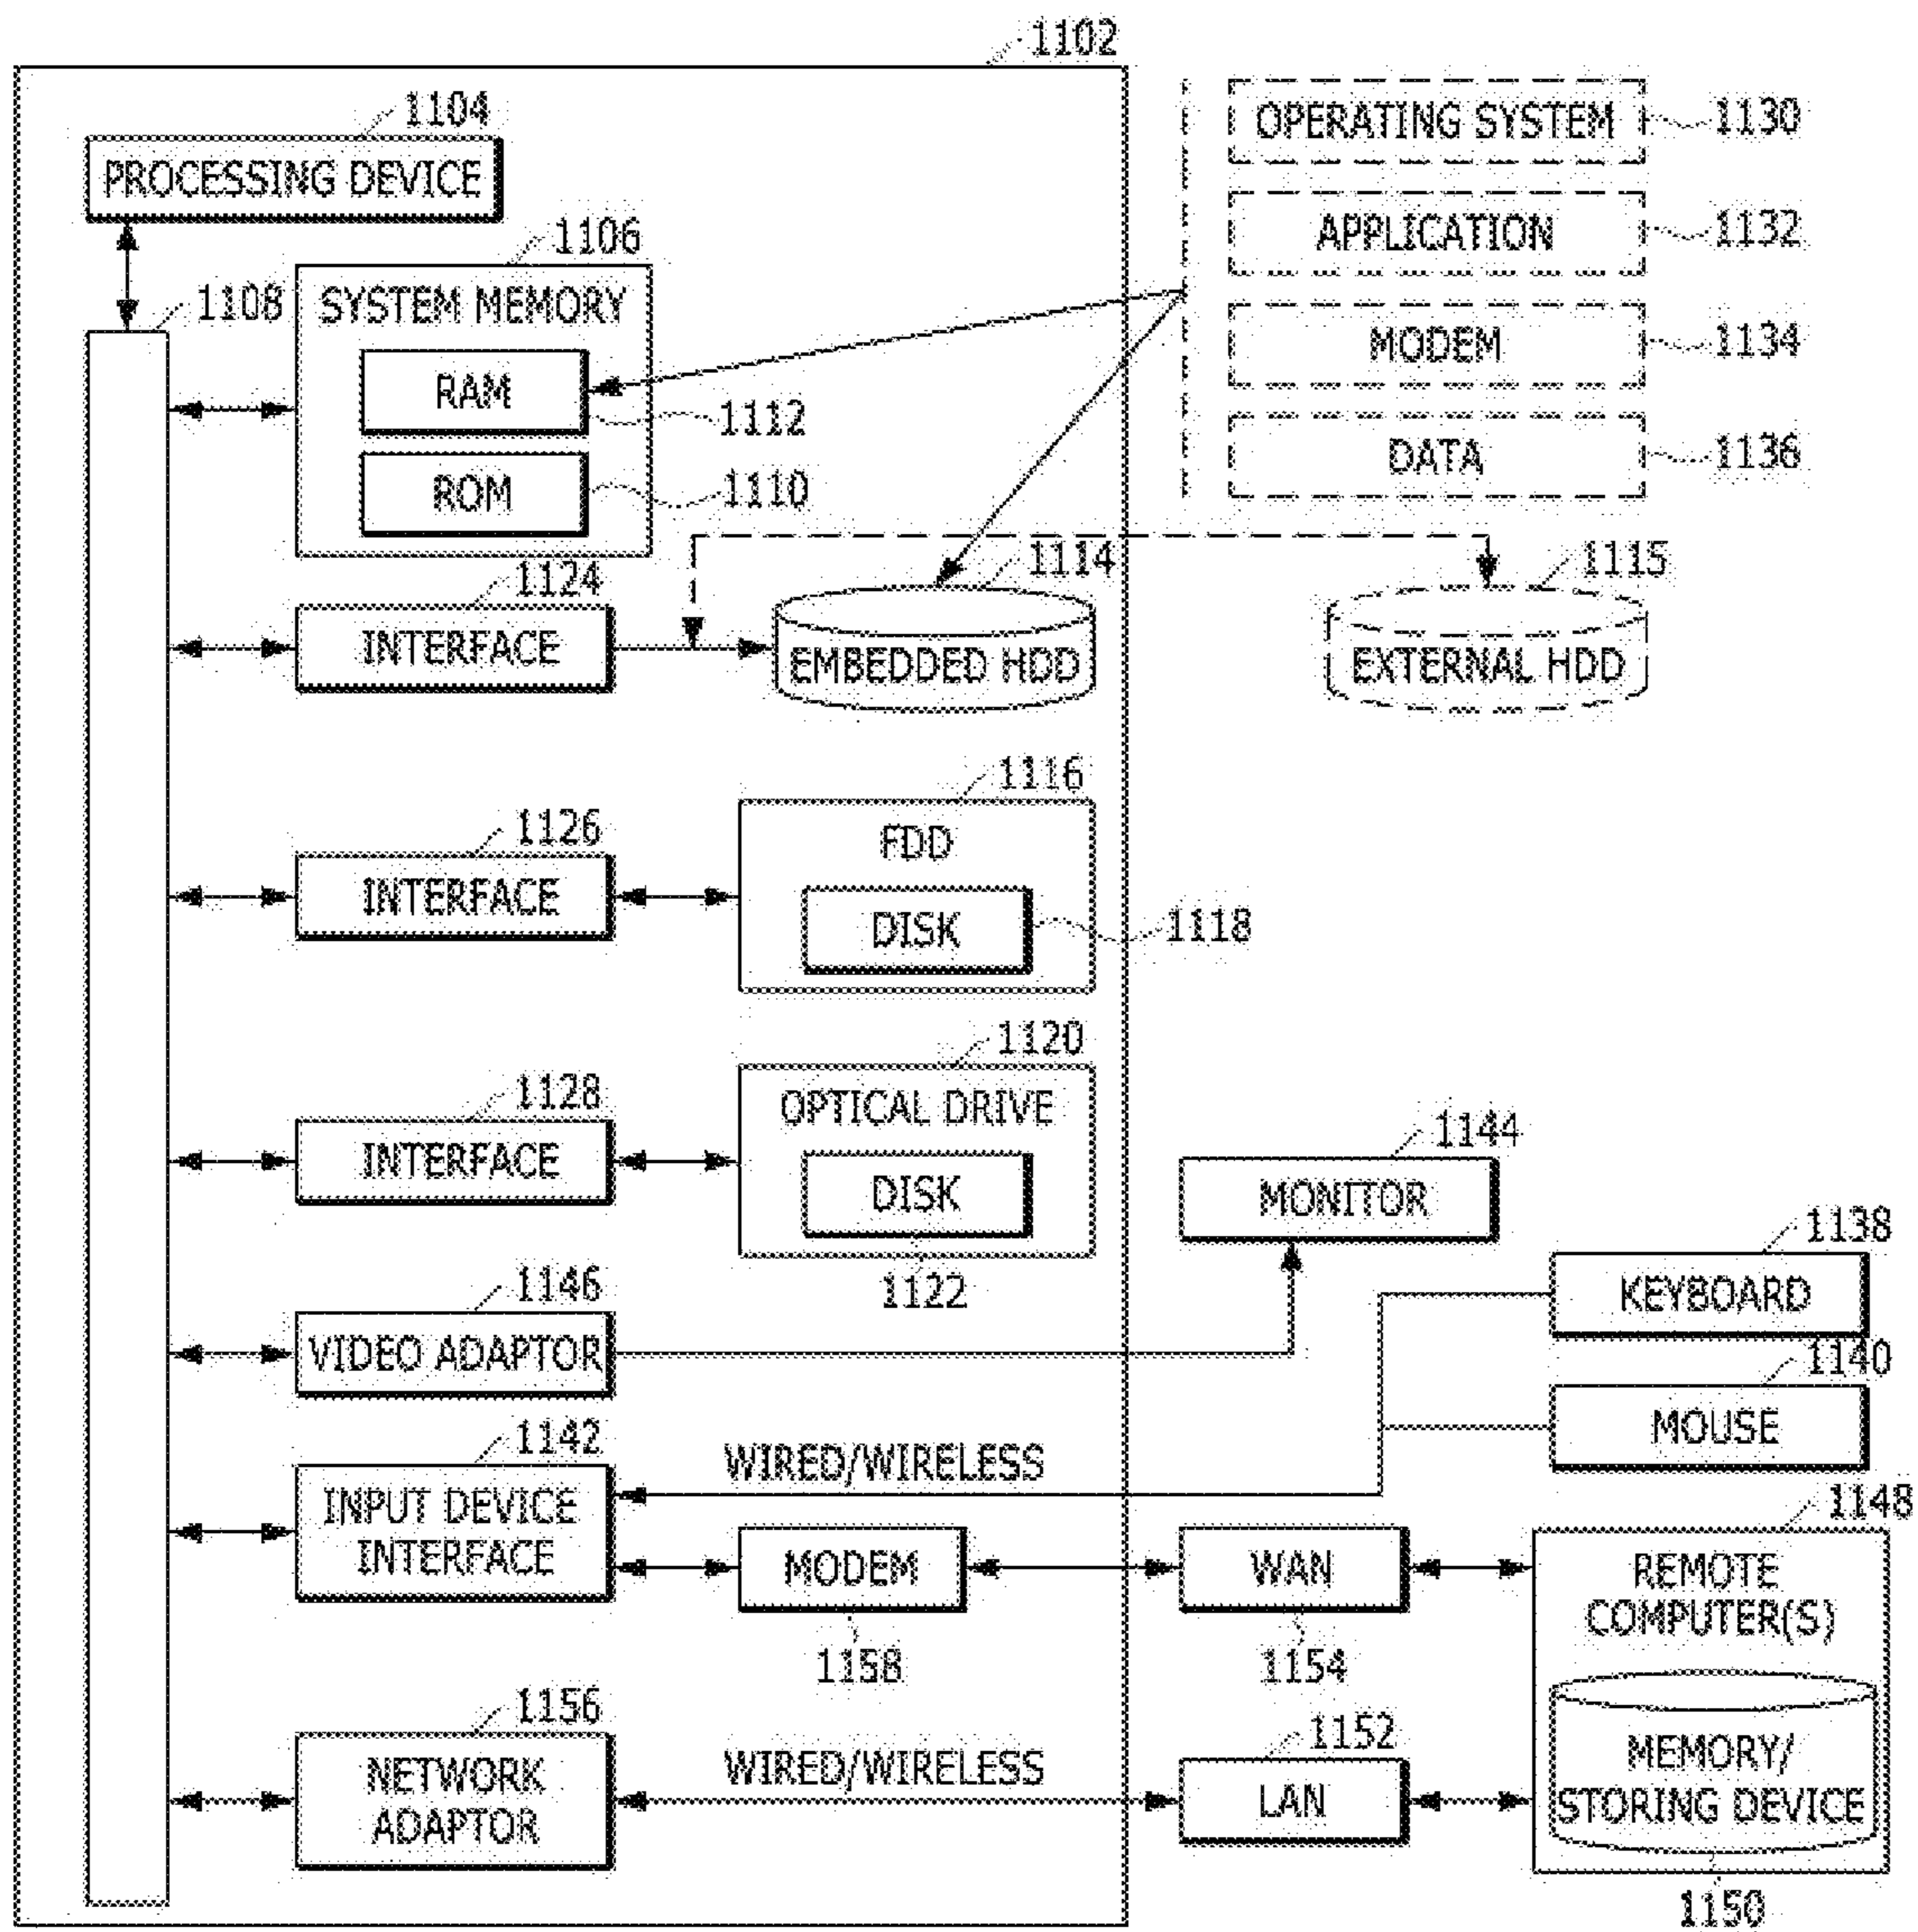 1102
1104
PROCESSING DEVICE
OPERATING SYSTEM
1130
1106
SYSTEM MEMORY
APPLICATION
1132
1108
RAM
1112
MODEM
1134
ROM
1110
DATA
1136
1124
INTERFACE
1114
EMBEDDED HDD
1115
EXTERNAL HDD
1126
INTERFACE
1116
FDD
DISK
1118
1128
INTERFACE
1120
OPTICAL DRIVE
DISK
1122
1144
MONITOR
1138
KEYBOARD
1146
VIDEO ADAPTOR
1140
MOUSE
1142
INPUT DEVICE
INTERFACE
WIRED/WIRELESS
MODEM
1158
WAN
1154
1148
REMOTE
COMPUTER(S)
1156
NETWORK
ADAPTOR
WIRED/WIRELESS
1152
LAN
MEMORY/
STORING DEVICE
1150